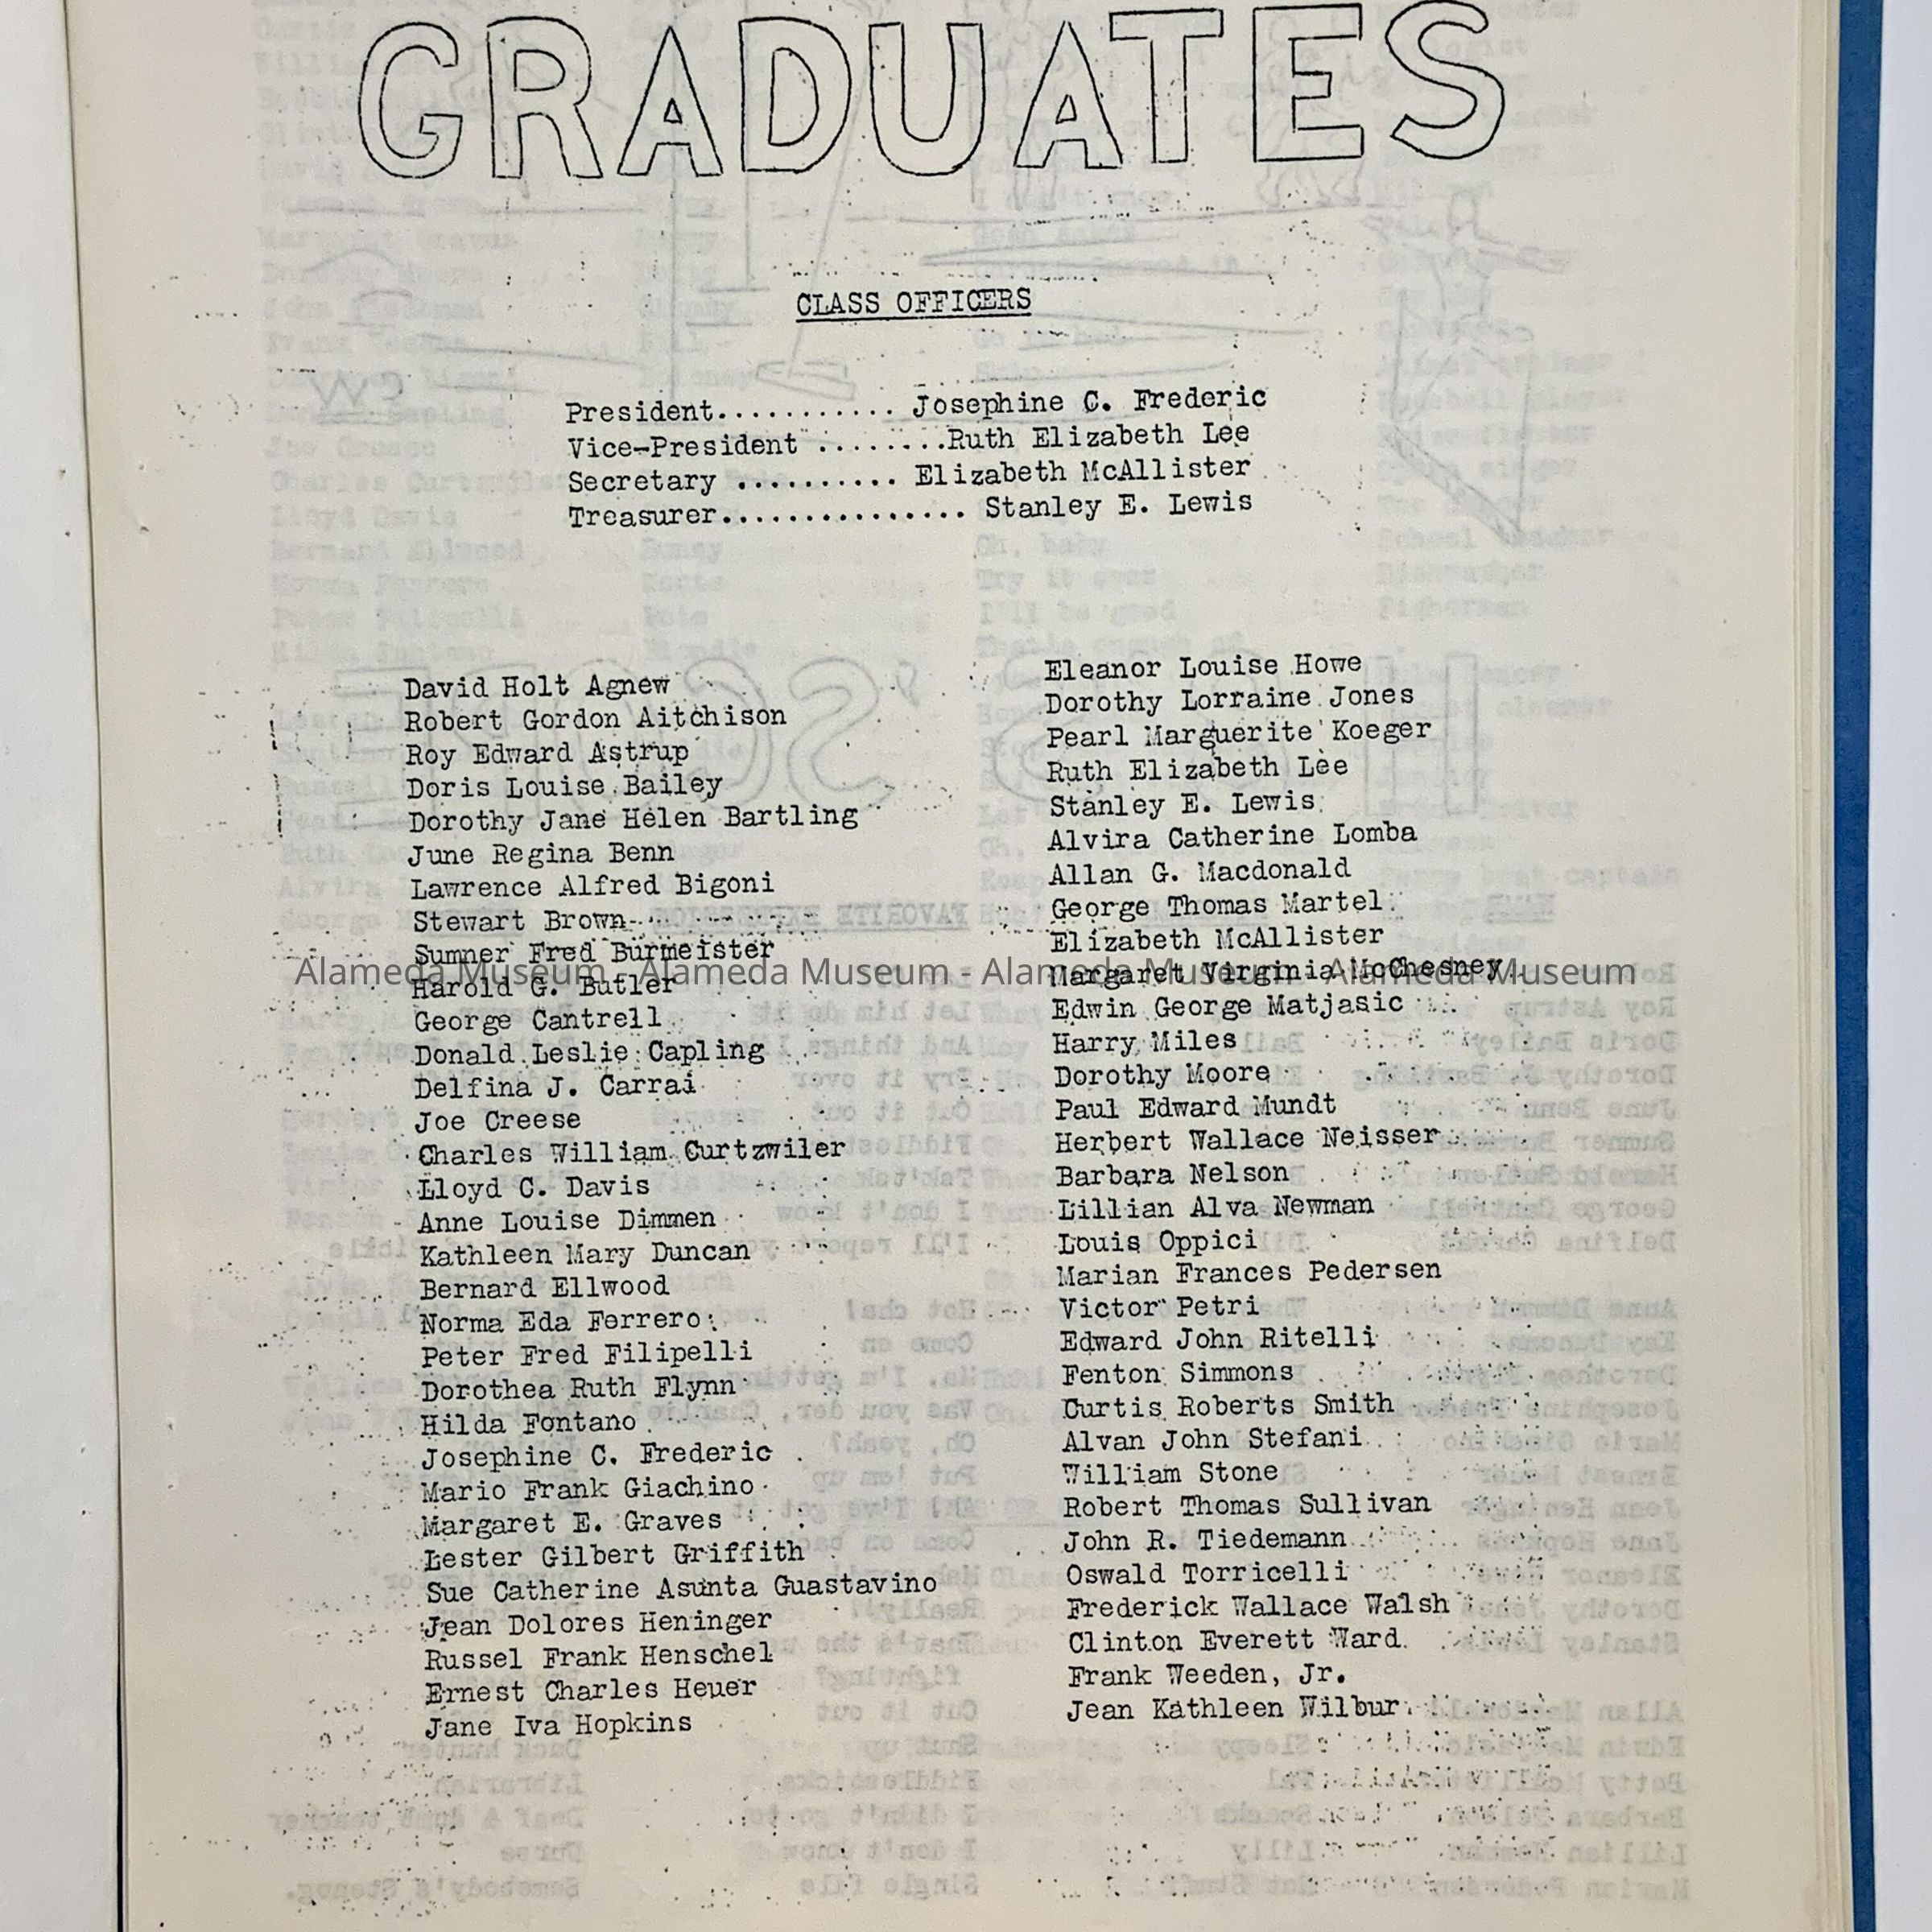 GRADUATES
CLASS OFFICERS
President........... Josephine C. Frederic
Vice-President ........Ruth Elizabeth Lee
Secretary .......... Elizabeth McAllister
Treasurer............... Stanley E. Lewis
David Holt Agnew
Robert Gordon Aitchison
Roy Edward Astrup
Doris Louise Bailey
Dorothy Jane Helen Bartling
June Regina Benn
Lawrence Alfred Bigoni
Stewart Brown
Sumner Fred Burmeister
Harold G. Butler
George Cantrell
Donald Leslie Capling
Delfina J. Carrai
Joe Creese
Charles William Curtzwiler
Lloyd C. Davis
Anne Louise Dimmen
Kathleen Mary Duncan
Bernard Ellwood
Norma Eda Ferrero
Peter Fred Filipelli
Dorothea Ruth Flynn
Hilda Fontano
Josephine C. Frederic
Mario Frank Giachino
Margaret E. Graves
Lester Gilbert Griffith
Sue Catherine Asunta Guastavino
Jean Dolores Heninger
Russel Frank Henschel
Ernest Charles Heuer
Jane Iva Hopkins
Eleanor Louise Howe
Dorothy Lorraine Jones
Pearl Marguerite Koeger
Ruth Elizabeth Lee
Stanley E. Lewis
Alvira Catherine Lomba
Allan G. Macdonald
George Thomas Martel
Elizabeth McAllister
Margaret Virginia McChesney
Edwin George Matjasic
Harry Miles
Dorothy Moore
Paul Edward Mundt
Herbert Wallace Neisser
Barbara Nelson
Lillian Alva Newman
Louis Oppici
Marian Frances Pedersen
Victor Petri
Edward John Ritelli
Fenton Simmons
Curtis Roberts Smith
Alvan John Stefani
William Stone
Robert Thomas Sullivan
John R. Tiedemann
Oswald Torricelli
Frederick Wallace Walsh
Clinton Everett Ward
Frank Weeden, Jr.
Jean Kathleen Wilbur
Alameda Museum - Alameda Museum - Alameda Museum - Alameda Museum